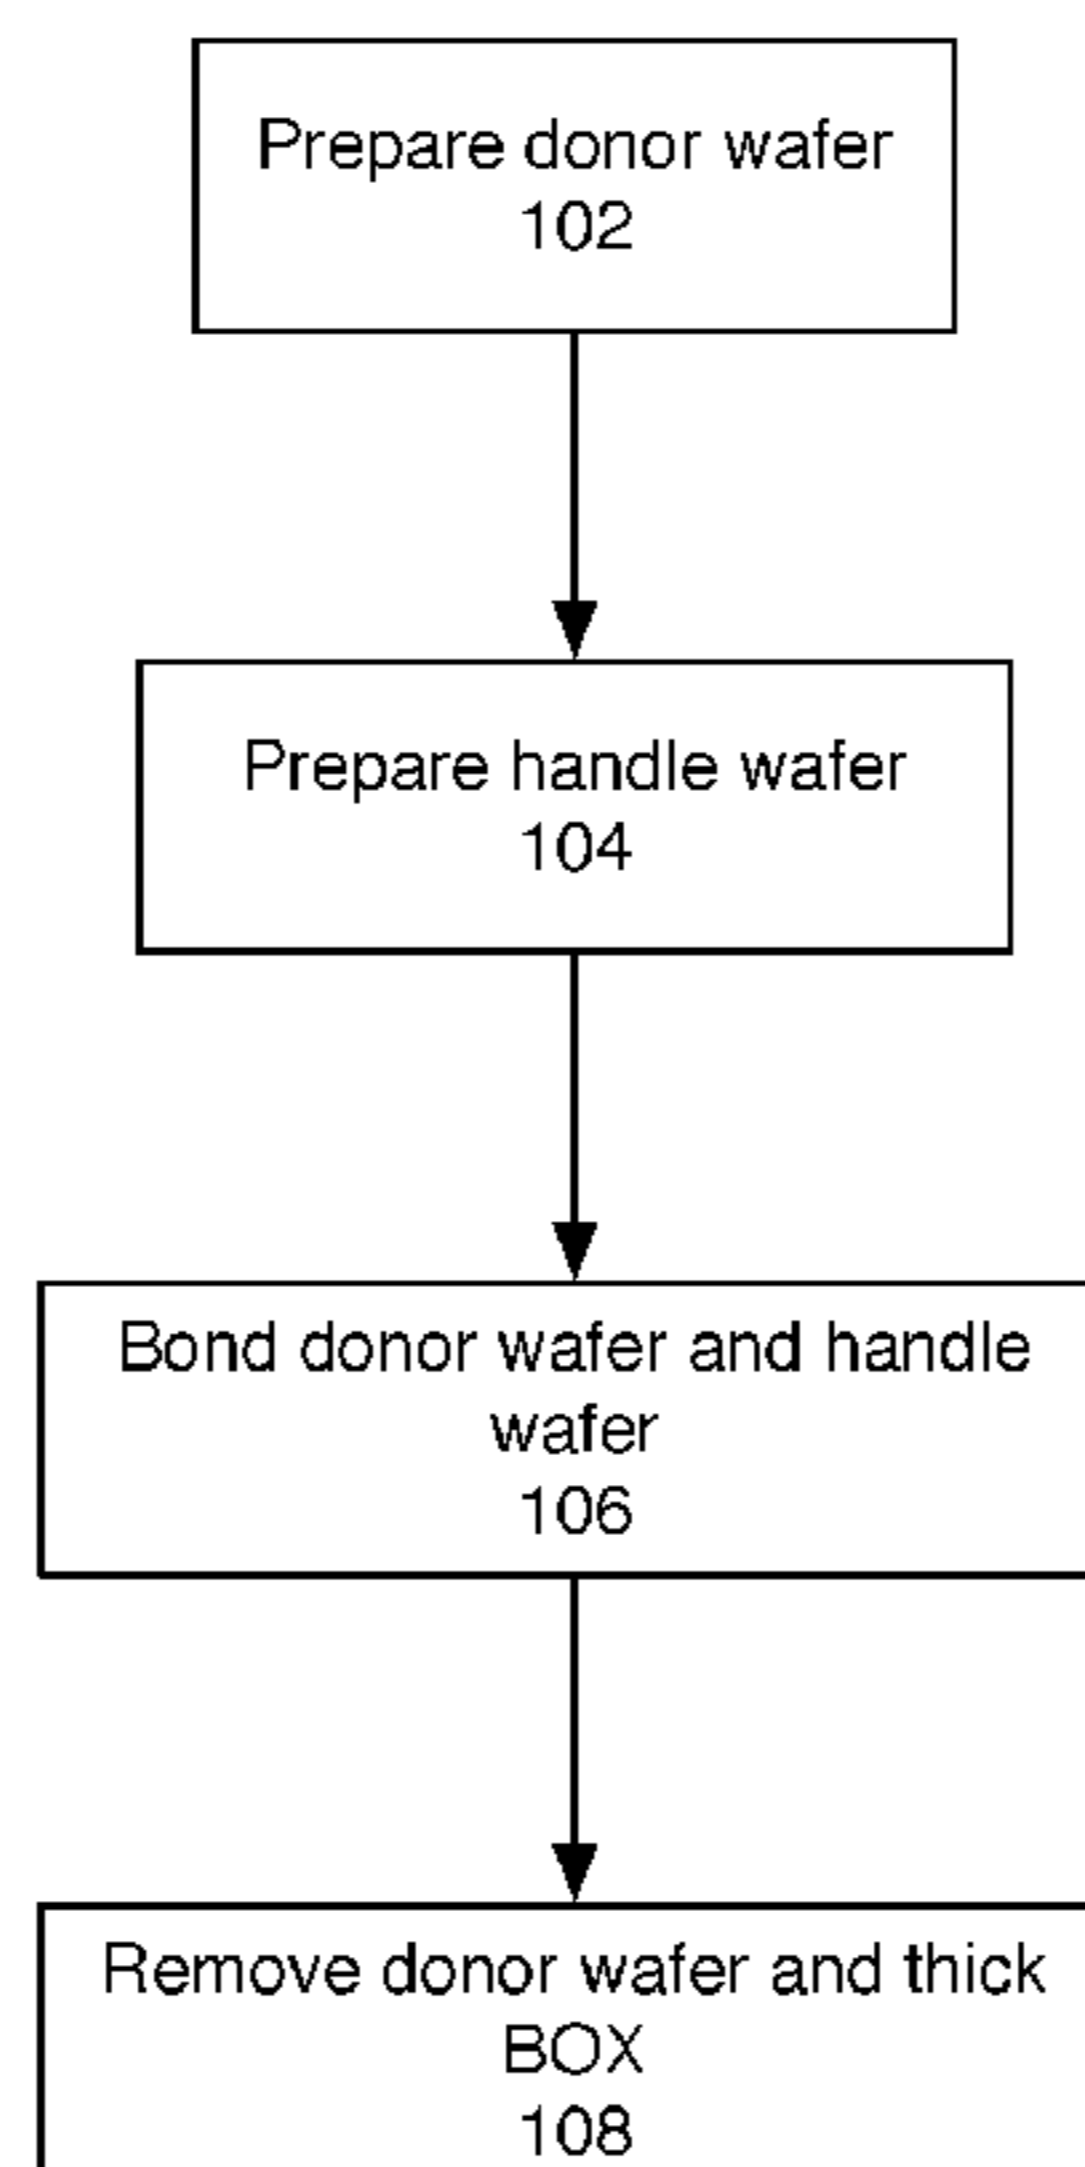 Prepare donor wafer
102
Prepare handle wafer
104
Bond donor wafer and handle
wafer
106
Remove donor wafer and thick
BOX
108